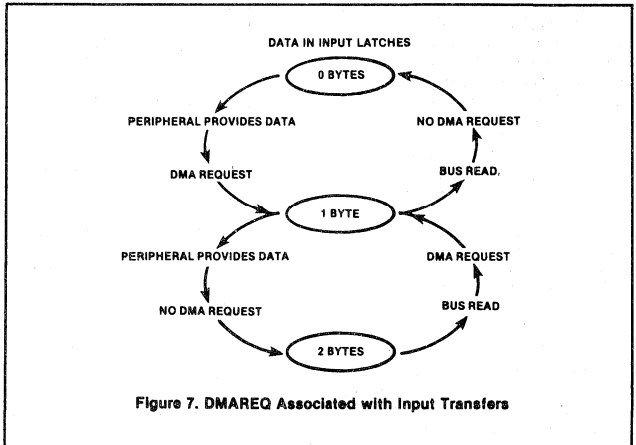 DATA IN INPUT LATCHES
0 BYTES
PERIPHERAL PROVIDES DATA
NO DMA REQUEST
DMA REQUEST
BUS READ.
1 BYTE
PERIPHERAL PROVIDES DATA
DMA REQUEST
NO DMA REQUEST
BUS READ
2 BYTES
Figure 7. DMAREQ Associated with Input Transfers